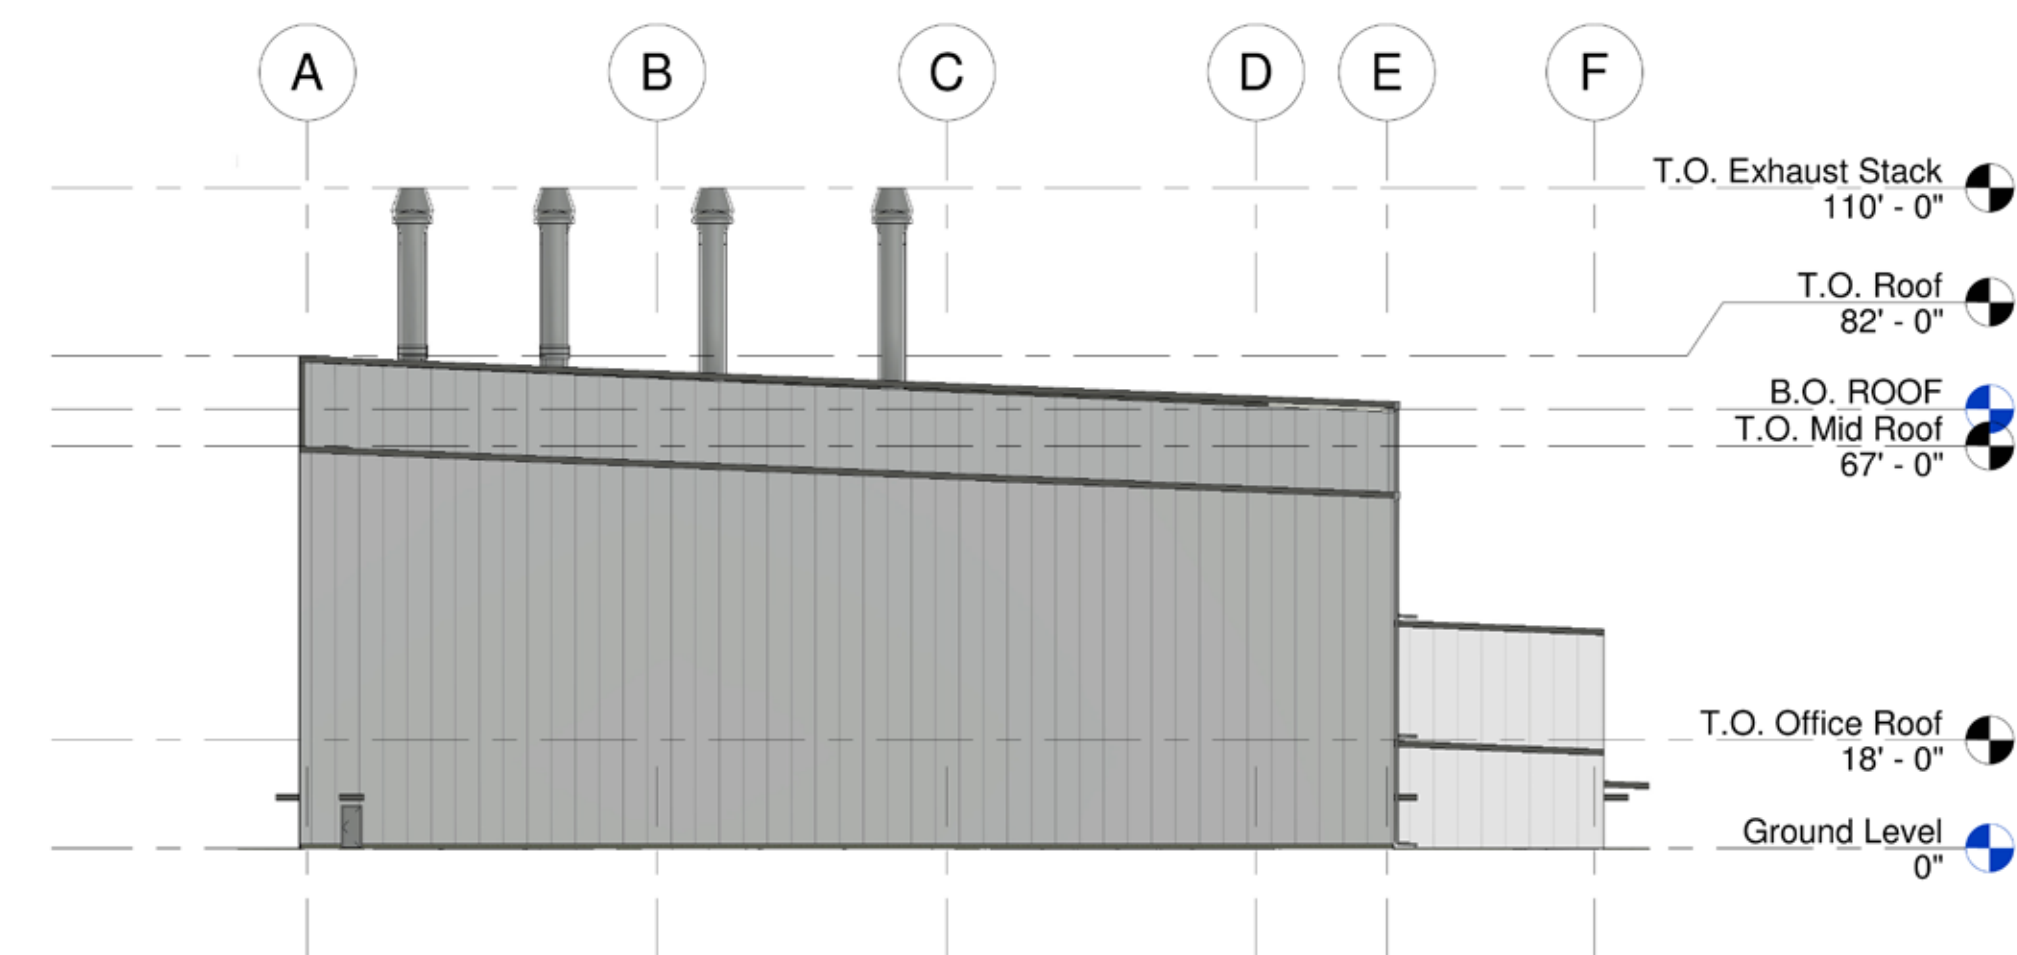 A B C D E F
T.O. Exhaust Stack
110' - 0"
T.O. Roof
82' - 0"
B.O. ROOF
T.O. Mid Roof
67' - 0"
T.O. Office Roof
18' - 0"
Ground Level
0"